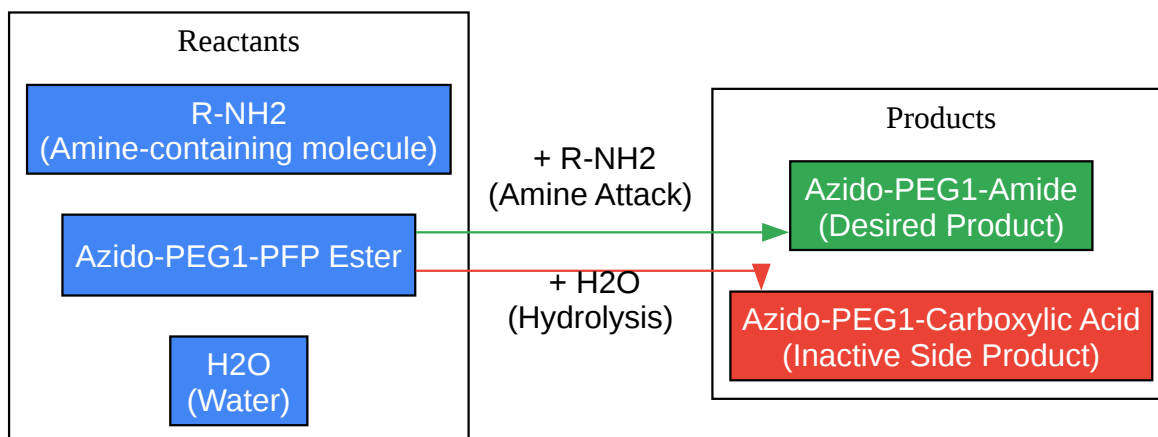 Reactants
R-NH2
(Amine-containing molecule)
Azido-PEG1-PFP Ester
H2O
(Water)
+ R-NH2
(Amine Attack)
+ H2O
(Hydrolysis)
Products
Azido-PEG1-Amide
(Desired Product)
Azido-PEG1-Carboxylic Acid
(Inactive Side Product)